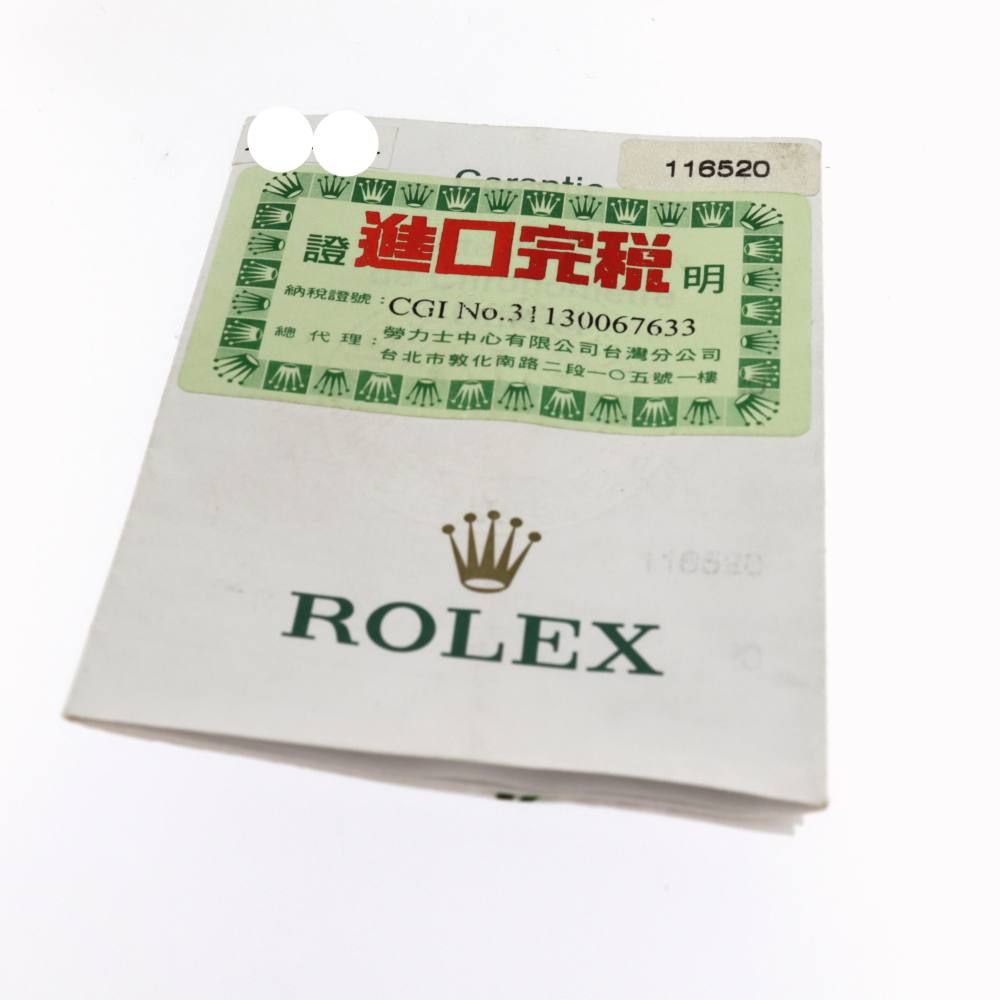 116520
Garantie
證 進口完稅 明
納稅證號：CGI No.31130067633
總代理：勞力士中心有限公司台灣分公司
台北市敦化南路二段一〇五號一樓
ROLEX